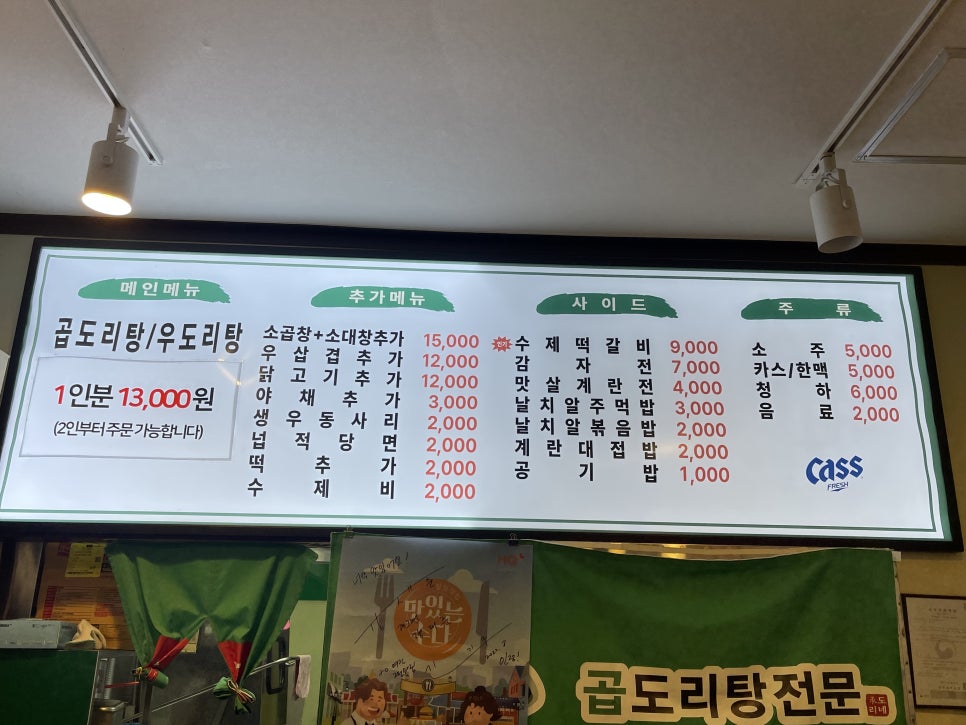 메인메뉴
곱도리탕/우도리탕
1인분 13,000원
(2인부터 주문 가능합니다)
추가메뉴
소곱창+소대창추가 15,000
우삼겹추가 12,000
닭고기추가 12,000
야채추가 3,000
생우동사리 2,000
넙적당면 2,000
떡추가 2,000
수제비 2,000
사이드
수제떡갈비 9,000
감자전 7,000
맛살계란전 4,000
날치알주먹밥 3,000
날치알볶음밥 2,000
계란대접밥 2,000
공기밥 1,000
주류
소주 5,000
카스/한맥 5,000
청하 6,000
음료 2,000
Cass
FRESH
맛있는
수다
곱도리탕전문